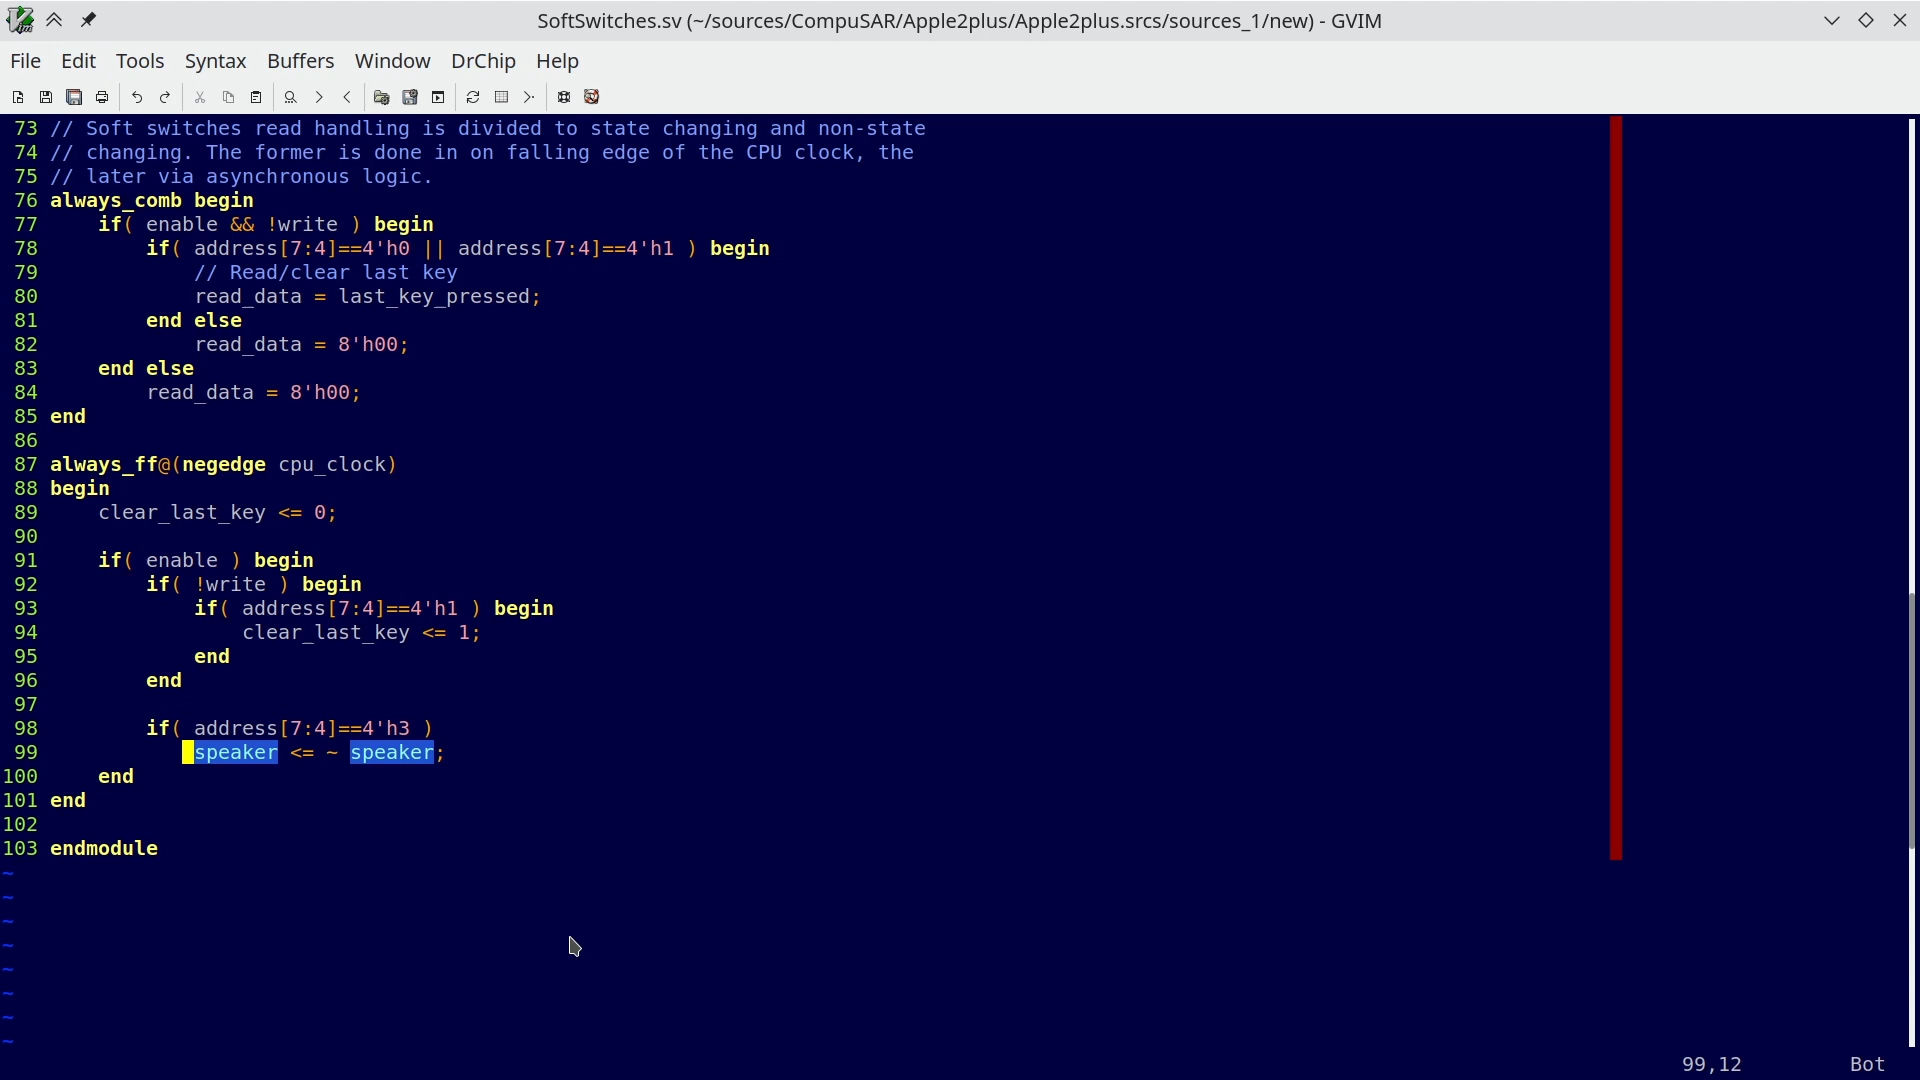 SoftSwitches.sv (~/sources/CompuSAR/Apple2plus/Apple2plus.srcs/sources_1/new) - GVIM
File Edit Tools Syntax Buffers Window DrChip Help
73 // Soft switches read handling is divided to state changing and non-state
74 // changing. The former is done in on falling edge of the CPU clock, the
75 // later via asynchronous logic.
76 always_comb begin
77     if( enable && !write ) begin
78         if( address[7:4]==4'h0 || address[7:4]==4'h1 ) begin
79             // Read/clear last key
80             read_data = last_key_pressed;
81         end else
82             read_data = 8'h00;
83     end else
84         read_data = 8'h00;
85 end
86
87 always_ff@(negedge cpu_clock)
88 begin
89     clear_last_key <= 0;
90
91     if( enable ) begin
92         if( !write ) begin
93             if( address[7:4]==4'h1 ) begin
94                 clear_last_key <= 1;
95             end
96         end
97
98         if( address[7:4]==4'h3 )
99             speaker <= ~ speaker;
100     end
101 end
102
103 endmodule
~
~
~
~
~
~
~
~
99,12 Bot